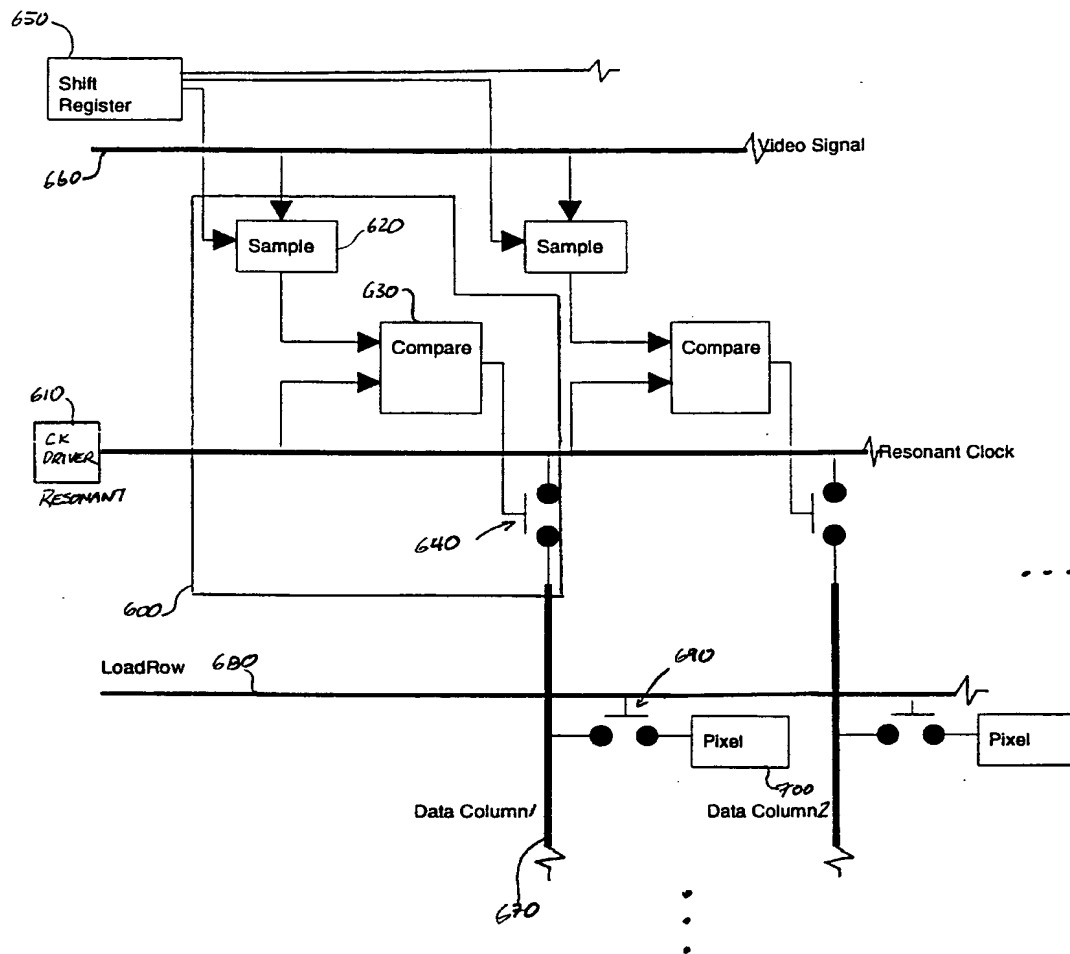 650
Shift
Register
Video Signal
660
Sample
620
Sample
630
Compare
Compare
610
CK
DRIVER
RESONANT
Resonant Clock
640
600
LoadRow
680
690
Pixel
Pixel
700
Data Column1
Data Column2
670